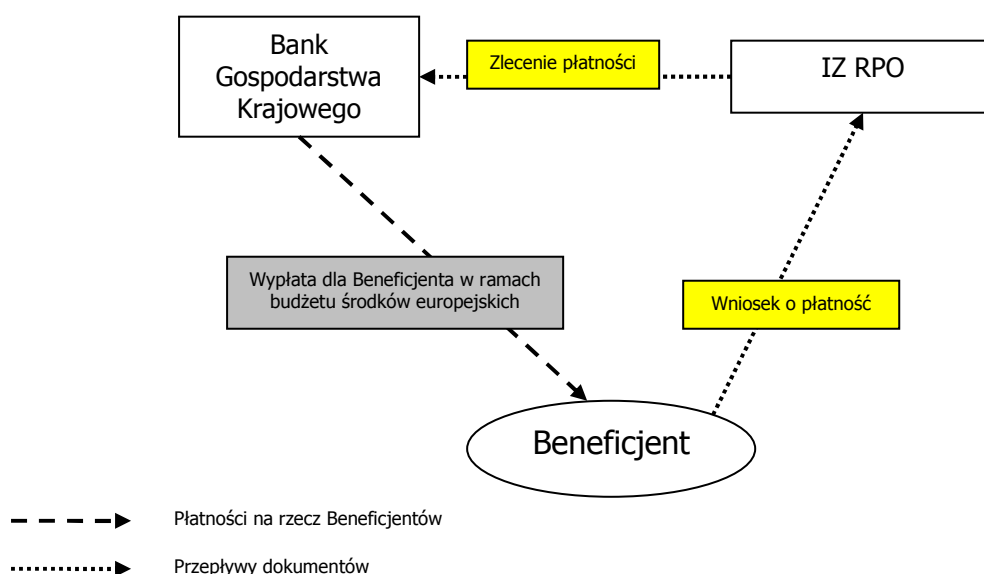 Bank
Gospodarstwa
Krajowego
Zlecenie płatności
IZ RPO
Wypłata dla Beneficjenta w ramach
budżetu środków europejskich
Wniosek o płatność
Beneficjent
Płatności na rzecz Beneficjentów
Przepływy dokumentów